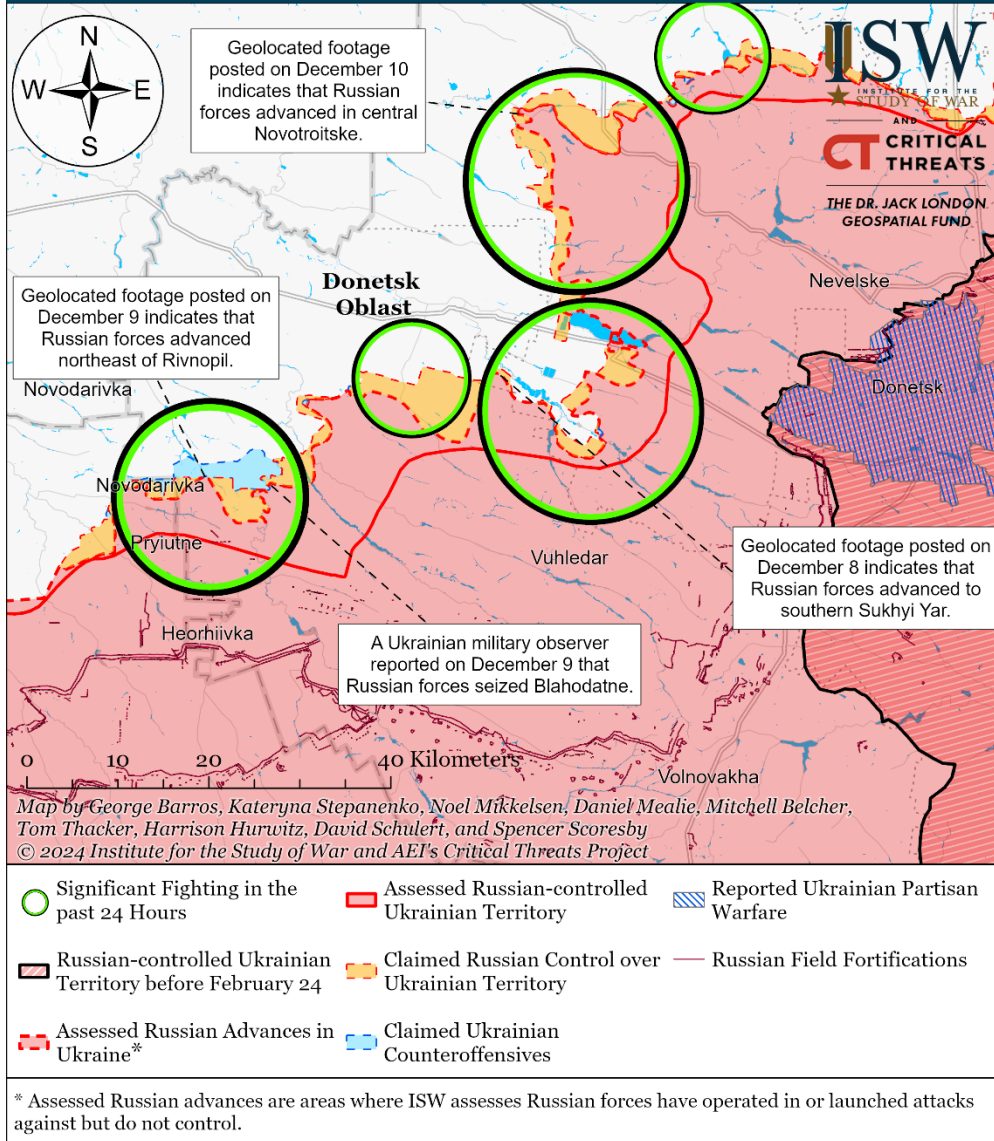 N
W
E
S
Geolocated footage
posted on December 10
indicates that Russian
forces advanced in central
Novotroitske.
ISW
INSTITUTE FOR THE
STUDY OF WAR
AND
CT CRITICAL
THREATS
THE DR. JACK LONDON
GEOSPATIAL FUND
Nevelske
Donetsk
Oblast
Geolocated footage posted on
December 9 indicates that
Russian forces advanced
northeast of Rivnopil.
Novodarivka
Donetsk
Novodarivka
Pryiutne
Vuhledar
Geolocated footage posted on
December 8 indicates that
Russian forces advanced to
southern Sukhyi Yar.
Heorhiivka
A Ukrainian military observer
reported on December 9 that
Russian forces seized Blahodatne.
0 10 20 40 Kilometers
Volnovakha
Map by George Barros, Kateryna Stepanenko, Noel Mikkelsen, Daniel Mealie, Mitchell Belcher,
Tom Thacker, Harrison Hurwitz, David Schulert, and Spencer Scoresby
© 2024 Institute for the Study of War and AEI's Critical Threats Project
Significant Fighting in the
past 24 Hours
Russian-controlled Ukrainian
Territory before February 24
Assessed Russian Advances in
Ukraine*
Assessed Russian-controlled
Ukrainian Territory
Claimed Russian Control over
Ukrainian Territory
Claimed Ukrainian
Counteroffensives
Reported Ukrainian Partisan
Warfare
Russian Field Fortifications
* Assessed Russian advances are areas where ISW assesses Russian forces have operated in or launched attacks
against but do not control.